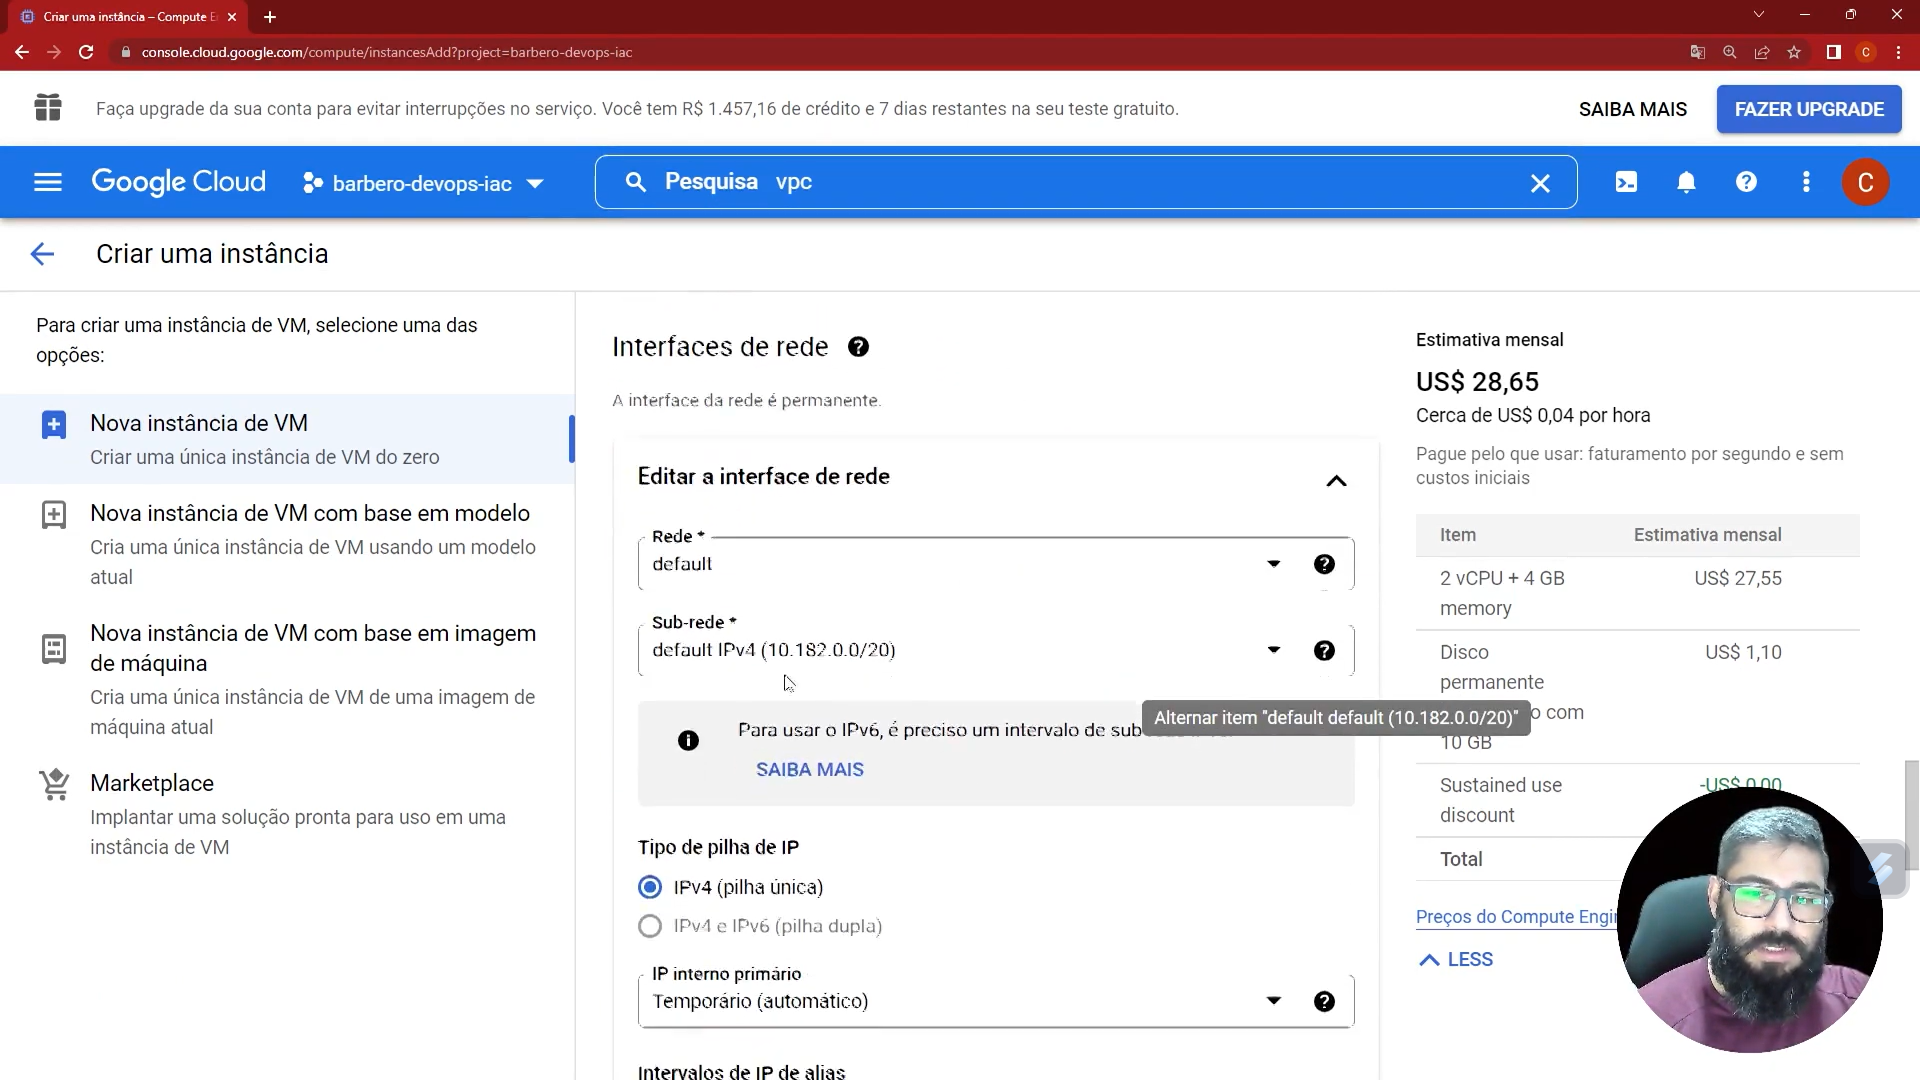 Criar uma instância – Compute E
console.cloud.google.com/compute/instancesAdd?project=barbero-devops-iac
C
Faça upgrade da sua conta para evitar interrupções no serviço. Você tem R$ 1.457,16 de crédito e 7 dias restantes na seu teste gratuito.
SAIBA MAIS
FAZER UPGRADE
Google Cloud
barbero-devops-iac
Pesquisa vpc
C
Criar uma instância
Para criar uma instância de VM, selecione uma das
opções:
Nova instância de VM
Criar uma única instância de VM do zero
Nova instância de VM com base em modelo
Cria uma única instância de VM usando um modelo
atual
Nova instância de VM com base em imagem
de máquina
Cria uma única instância de VM de uma imagem de
máquina atual
Marketplace
Implantar uma solução pronta para uso em uma
instância de VM
Interfaces de rede
A interface da rede é permanente.
Editar a interface de rede
Rede *
default
Sub-rede *
default IPv4 (10.182.0.0/20)
Alternar item "default default (10.182.0.0/20)"
Para usar o IPv6, é preciso um intervalo de sub
SAIBA MAIS
Tipo de pilha de IP
IPv4 (pilha única)
IPv4 e IPv6 (pilha dupla)
IP interno primário
Temporário (automático)
Intervalos de IP de alias
Estimativa mensal
US$ 28,65
Cerca de US$ 0,04 por hora
Pague pelo que usar: faturamento por segundo e sem
custos iniciais
Item Estimativa mensal
2 vCPU + 4 GB US$ 27,55
memory
Disco US$ 1,10
permanente
o com
10 GB
Sustained use -US$ 0,00
discount
Total
Preços do Compute Engi
LESS